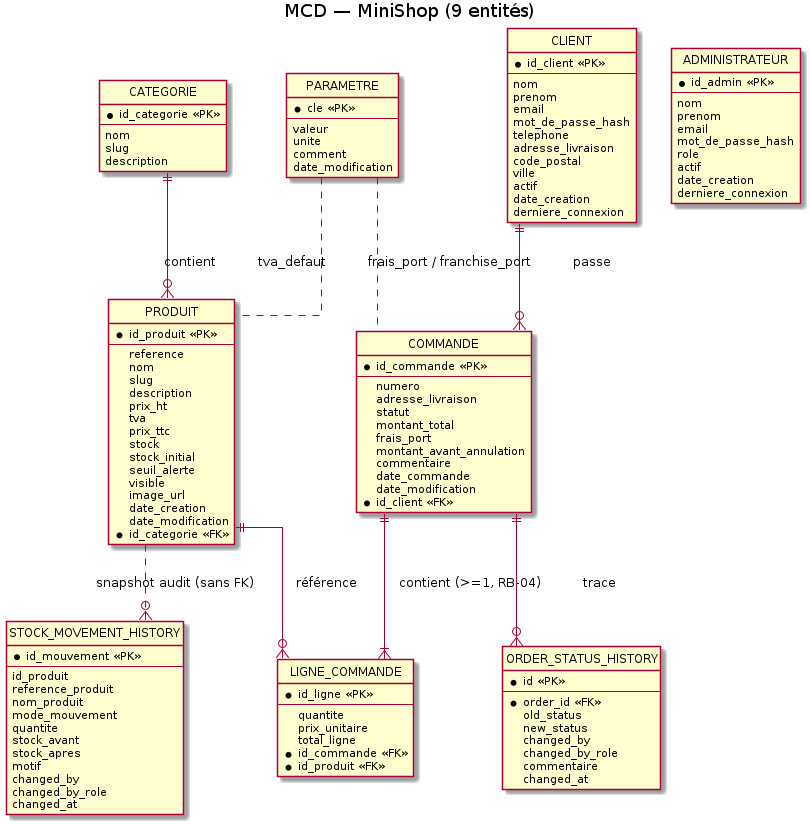 MCD — MiniShop (9 entités)
CATEGORIE
id_categorie «PK»
nom
slug
description
PARAMETRE
cle «PK»
valeur
unite
comment
date_modification
CLIENT
id_client «PK»
nom
prenom
email
mot_de_passe_hash
telephone
adresse_livraison
code_postal
ville
actif
date_creation
derniere_connexion
ADMINISTRATEUR
id_admin «PK»
nom
prenom
email
mot_de_passe_hash
role
actif
date_creation
derniere_connexion
contient
tva_defaut
frais_port / franchise_port
passe
PRODUIT
id_produit «PK»
reference
nom
slug
description
prix_ht
tva
prix_ttc
stock
stock_initial
seuil_alerte
visible
image_url
date_creation
date_modification
id_categorie «FK»
COMMANDE
id_commande «PK»
numero
adresse_livraison
statut
montant_total
frais_port
montant_avant_annulation
commentaire
date_commande
date_modification
id_client «FK»
snapshot audit (sans FK)
référence
contient (>=1, RB-04)
trace
STOCK_MOVEMENT_HISTORY
id_mouvement «PK»
id_produit
reference_produit
nom_produit
mode_mouvement
quantite
stock_avant
stock_apres
motif
changed_by
changed_by_role
changed_at
LIGNE_COMMANDE
id_ligne «PK»
quantite
prix_unitaire
total_ligne
id_commande «FK»
id_produit «FK»
ORDER_STATUS_HISTORY
id «PK»
order_id «FK»
old_status
new_status
changed_by
changed_by_role
commentaire
changed_at